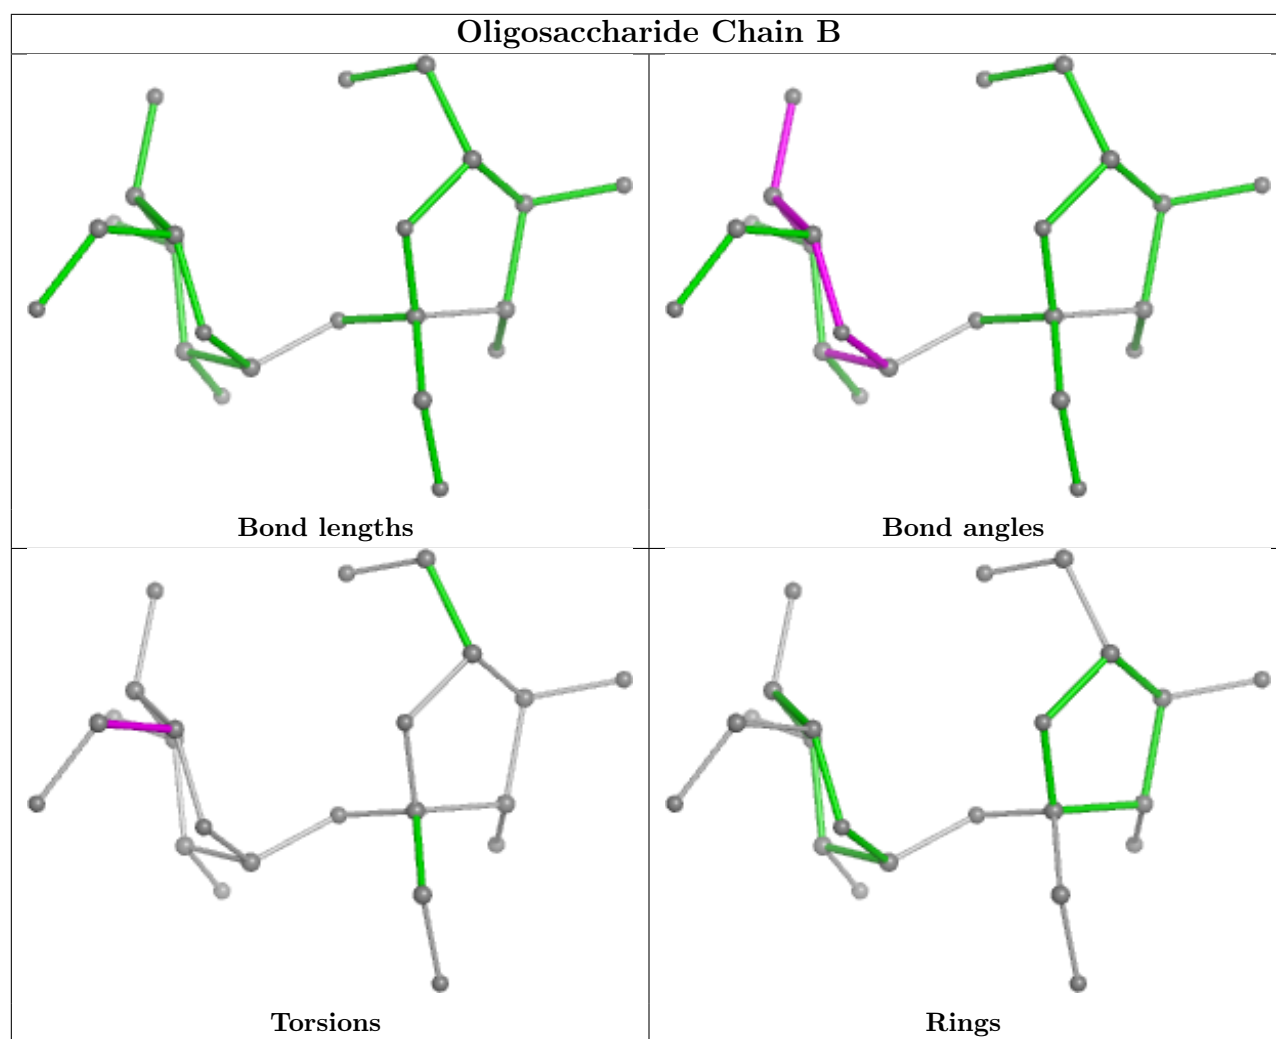 Oligosaccharide Chain B
Bond lengths
Bond angles
Torsions
Rings